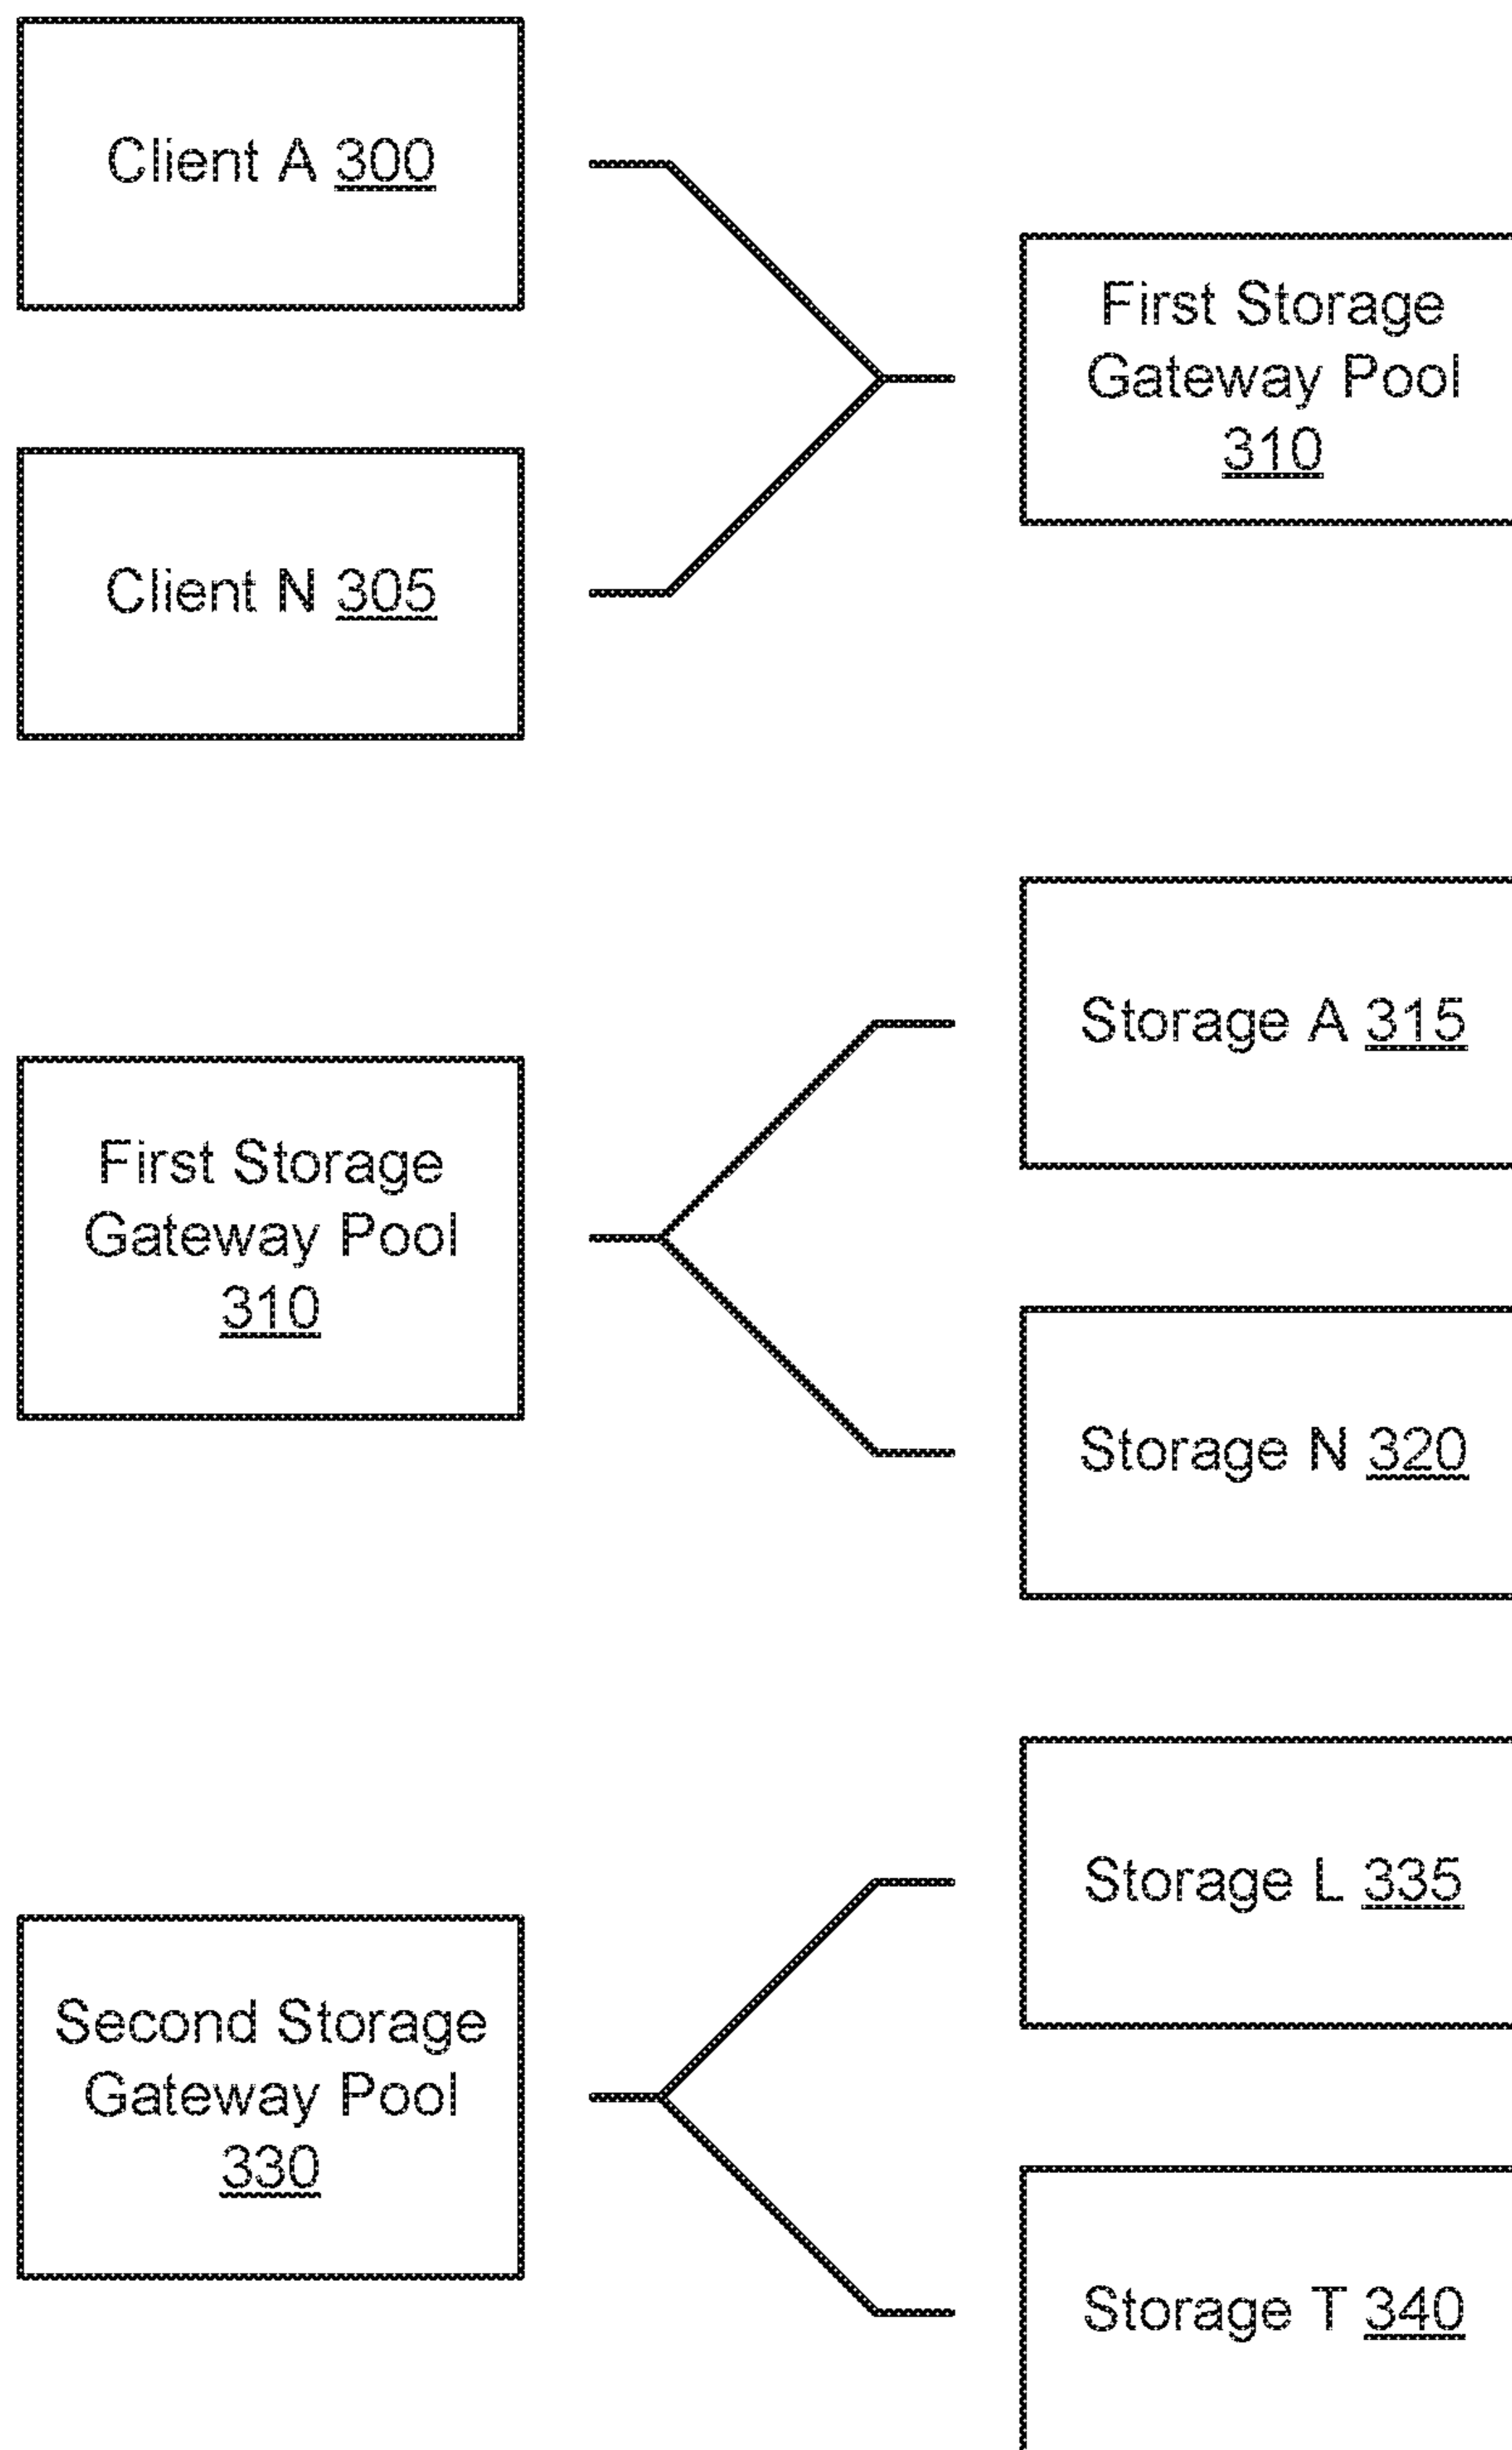 Client A 300
First Storage
Gateway Pool
310
Client N 305
Storage A 315
First Storage
Gateway Pool
310
Storage N 320
Storage L 335
Second Storage
Gateway Pool
330
Storage T 340